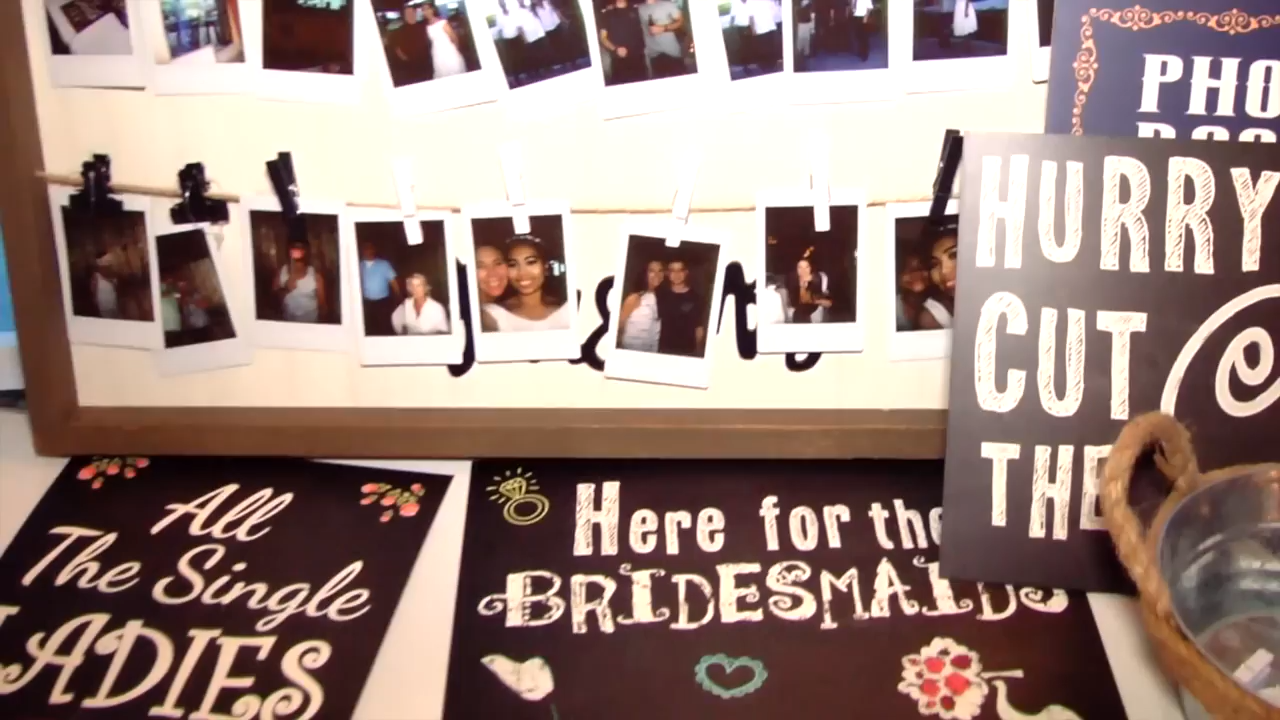 PHO
HURRY
CUT
THE
All
The Single
LADIES
Here for the
BRIDESMAIDS